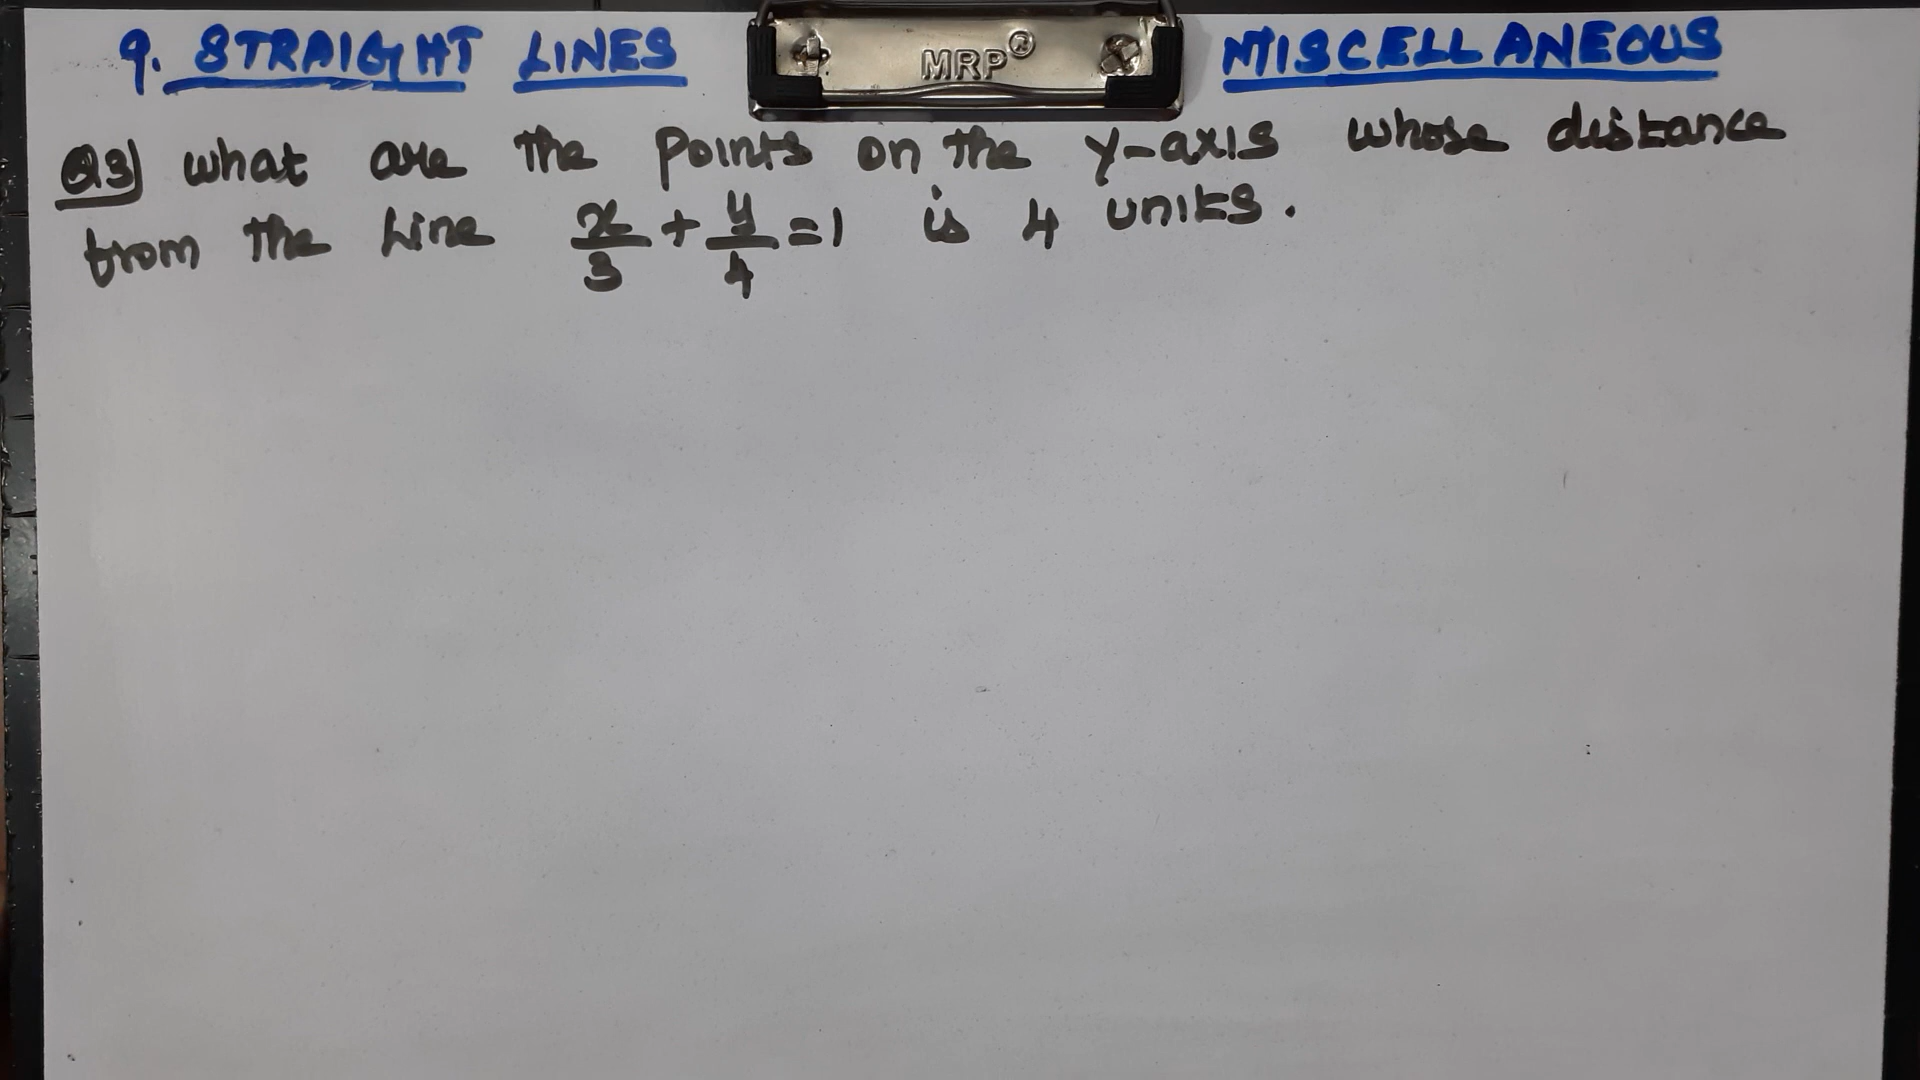 9. STRAIGHT LINES MRP® MISCELLANEOUS
Q3) what are the points on the y-axis whose distance
from the line x/3 + y/4 = 1 is 4 units.